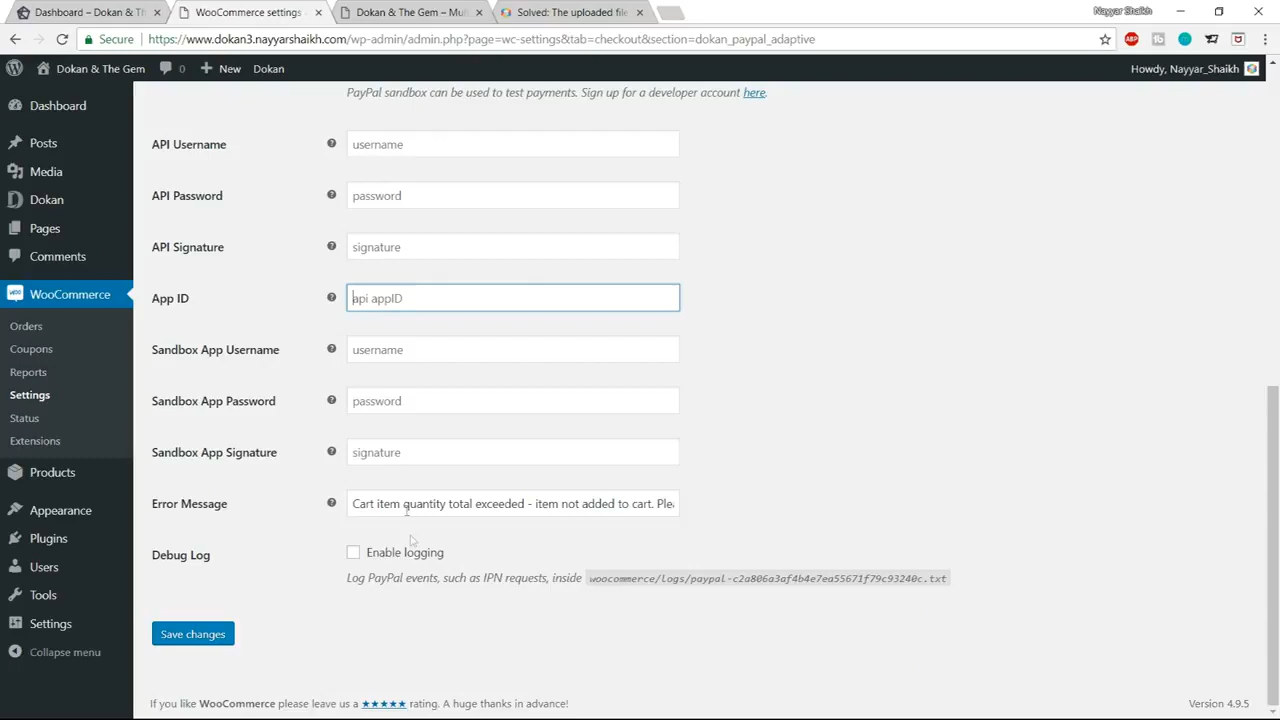 Dashboard – Dokan & Th
WooCommerce settings
Dokan & The Gem – Mul
Solved: The uploaded file
Nayyar Shaikh
Secure
https://www.dokan3.nayyarshaikh.com/wp-admin/admin.php?page=wc-settings&tab=checkout&section=dokan_paypal_adaptive
ABP
Dokan & The Gem
0
New
Dokan
Howdy, Nayyar_Shaikh
Dashboard
Posts
Media
Dokan
Pages
Comments
WooCommerce
Orders
Coupons
Reports
Settings
Status
Extensions
Products
Appearance
Plugins
Users
Tools
Settings
Collapse menu
PayPal sandbox can be used to test payments. Sign up for a developer account here.
API Username
username
API Password
password
API Signature
signature
App ID
api appID
Sandbox App Username
username
Sandbox App Password
password
Sandbox App Signature
signature
Error Message
Cart item quantity total exceeded - item not added to cart. Plea
Debug Log
Enable logging
Log PayPal events, such as IPN requests, inside woocommerce/logs/paypal-c2a806a3af4b4e7ea55671f79c93240c.txt
Save changes
If you like WooCommerce please leave us a ★★★★★ rating. A huge thanks in advance!
Version 4.9.5